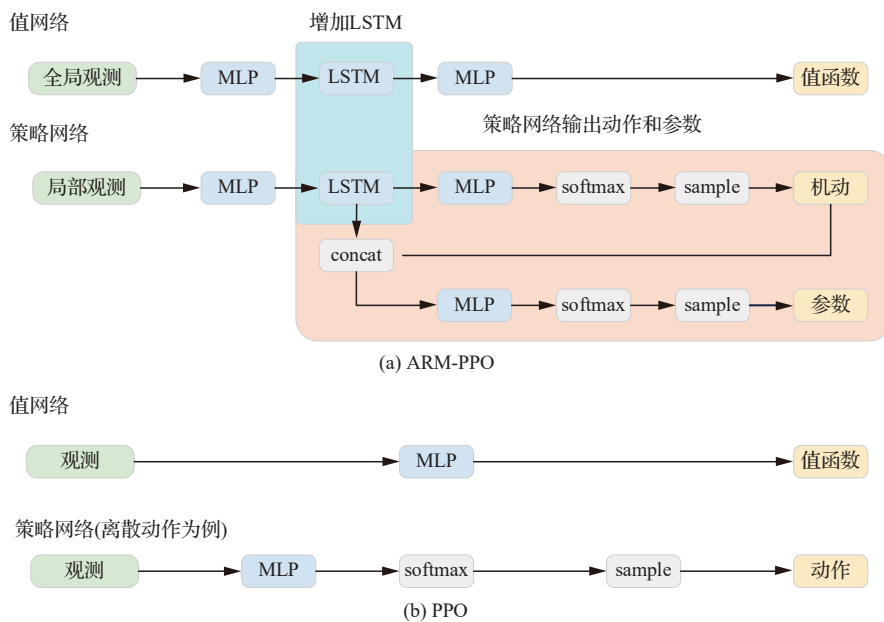 值网络
增加LSTM
全局观测 MLP LSTM MLP 值函数
策略网络
策略网络输出动作和参数
局部观测 MLP LSTM MLP softmax sample 机动
concat
MLP softmax sample 参数
(a) ARM-PPO
值网络
观测 MLP 值函数
策略网络(离散动作为例)
观测 MLP softmax sample 动作
(b) PPO